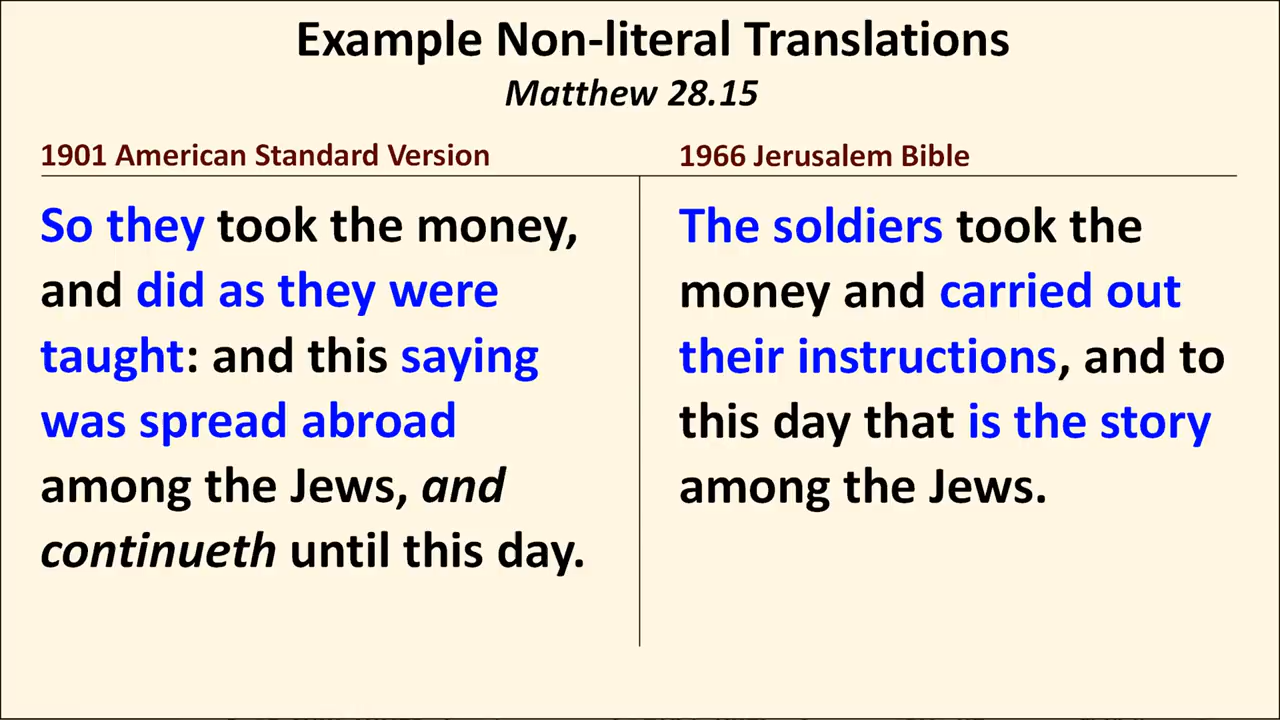 Example Non-literal Translations
Matthew 28.15
1901 American Standard Version
So they took the money,
and did as they were
taught: and this saying
was spread abroad
among the Jews, and
continueth until this day.
1966 Jerusalem Bible
The soldiers took the
money and carried out
their instructions, and to
this day that is the story
among the Jews.